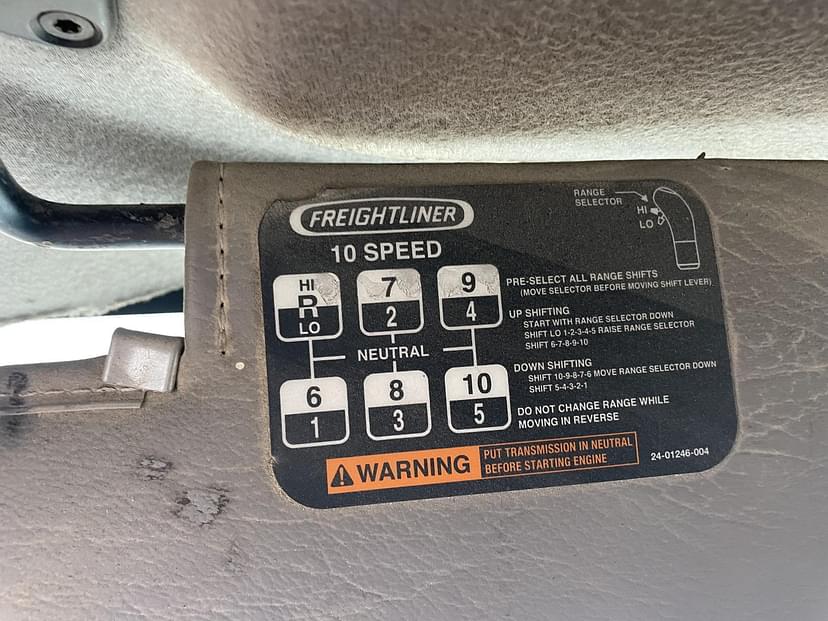 FREIGHTLINER
10 SPEED
RANGE
SELECTOR
HI
LO
HI
R
LO
7
2
9
4
NEUTRAL
6
1
8
3
10
5
PRE-SELECT ALL RANGE SHIFTS
(MOVE SELECTOR BEFORE MOVING SHIFT LEVER)
UP SHIFTING
START WITH RANGE SELECTOR DOWN
SHIFT LO 1-2-3-4-5 RAISE RANGE SELECTOR
SHIFT 6-7-8-9-10
DOWN SHIFTING
SHIFT 10-9-8-7-6 MOVE RANGE SELECTOR DOWN
SHIFT 5-4-3-2-1
DO NOT CHANGE RANGE WHILE
MOVING IN REVERSE
WARNING
PUT TRANSMISSION IN NEUTRAL
BEFORE STARTING ENGINE
24-01246-004